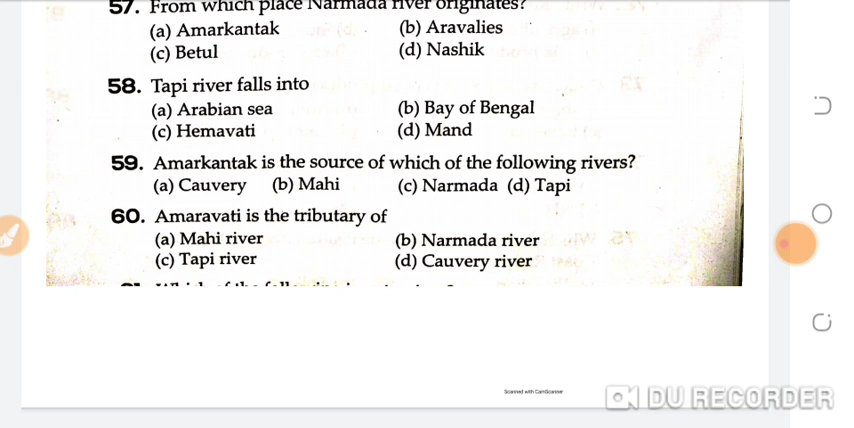 57. From which place Narmada river originates?
(a) Amarkantak (b) Aravalies
(c) Betul (d) Nashik
58. Tapi river falls into
(a) Arabian sea (b) Bay of Bengal
(c) Hemavati (d) Mand
59. Amarkantak is the source of which of the following rivers?
(a) Cauvery (b) Mahi (c) Narmada (d) Tapi
60. Amaravati is the tributary of
(a) Mahi river (b) Narmada river
(c) Tapi river (d) Cauvery river
Scanned with CamScanner
DU RECORDER